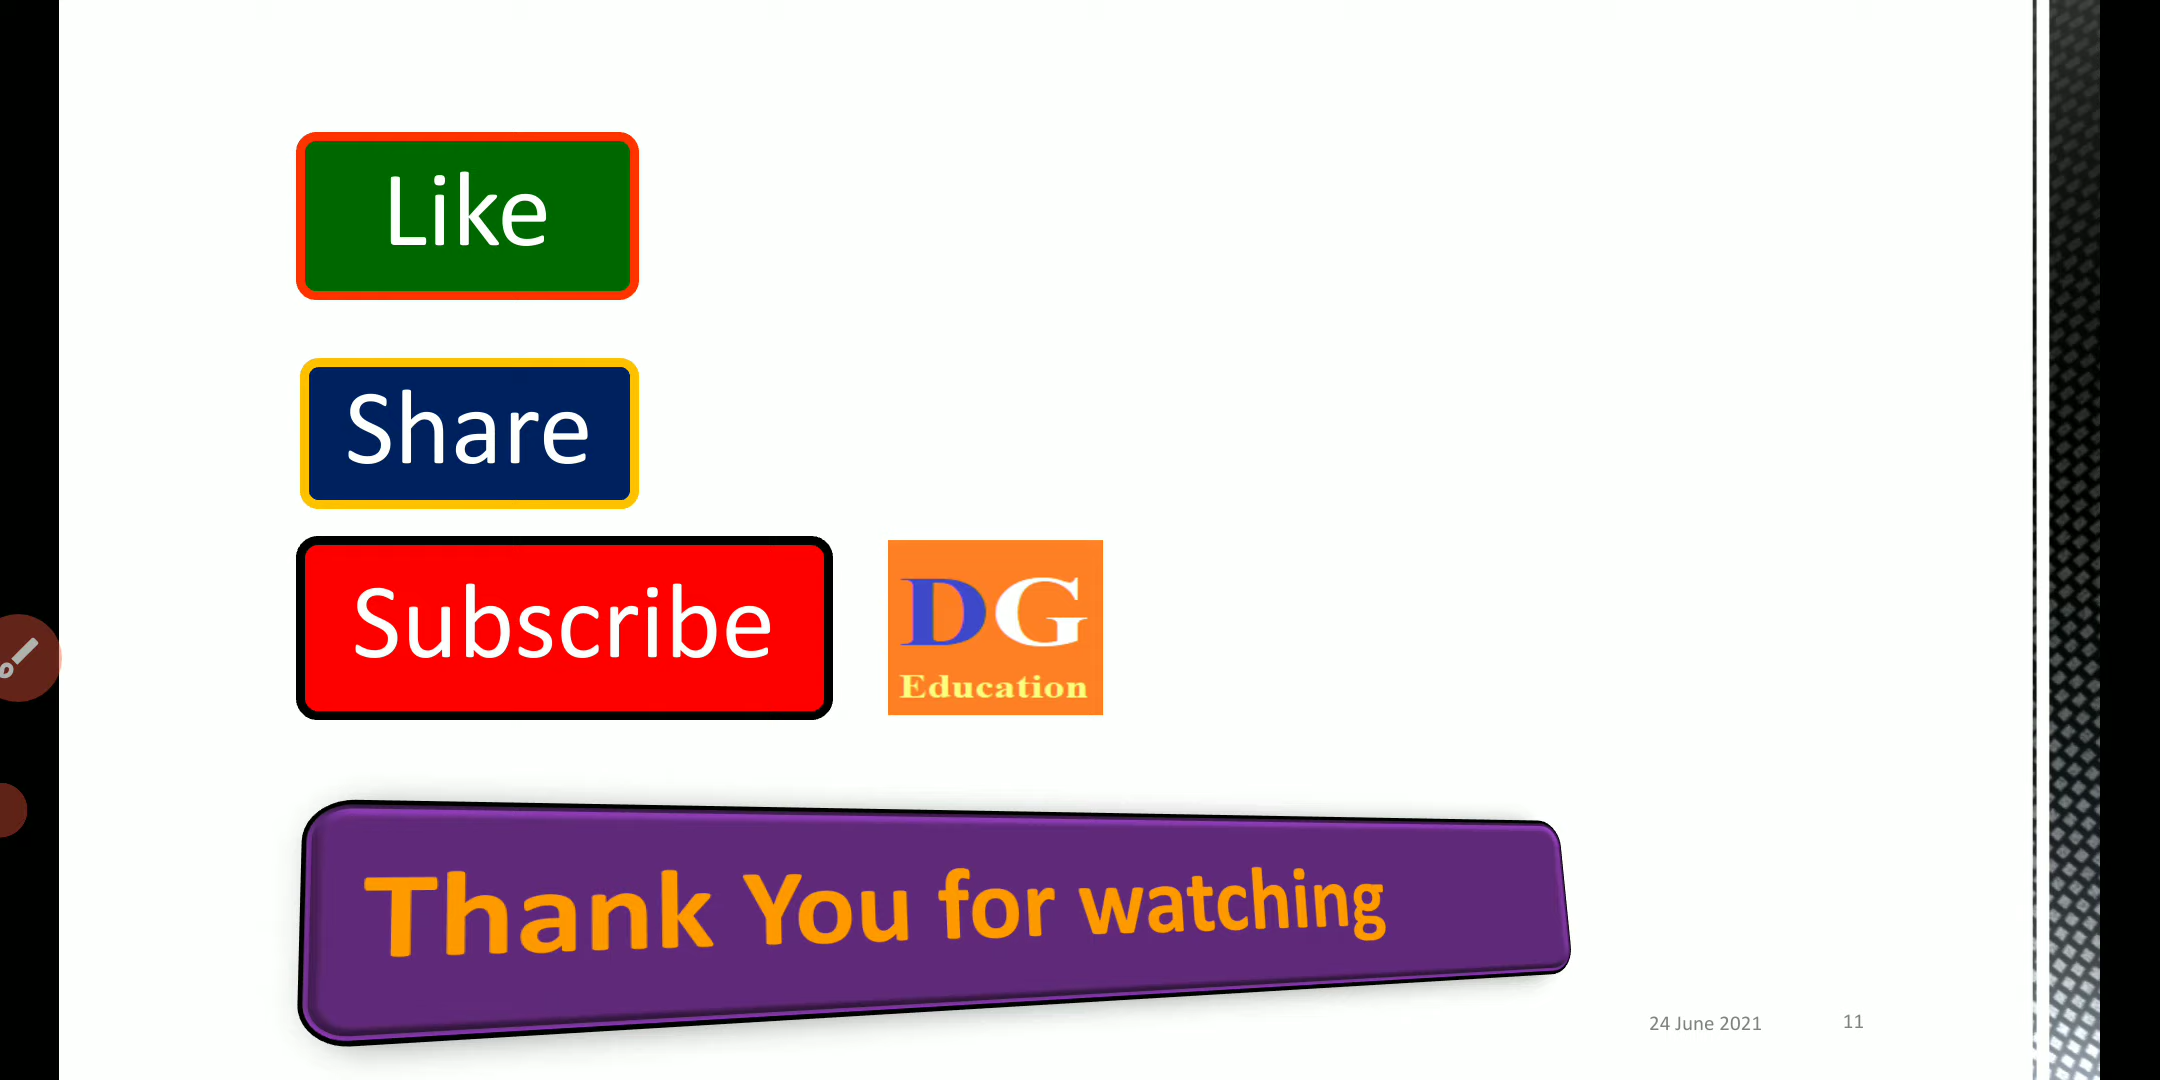 Like
Share
Subscribe
DG
Education
Thank You for watching
24 June 2021
11